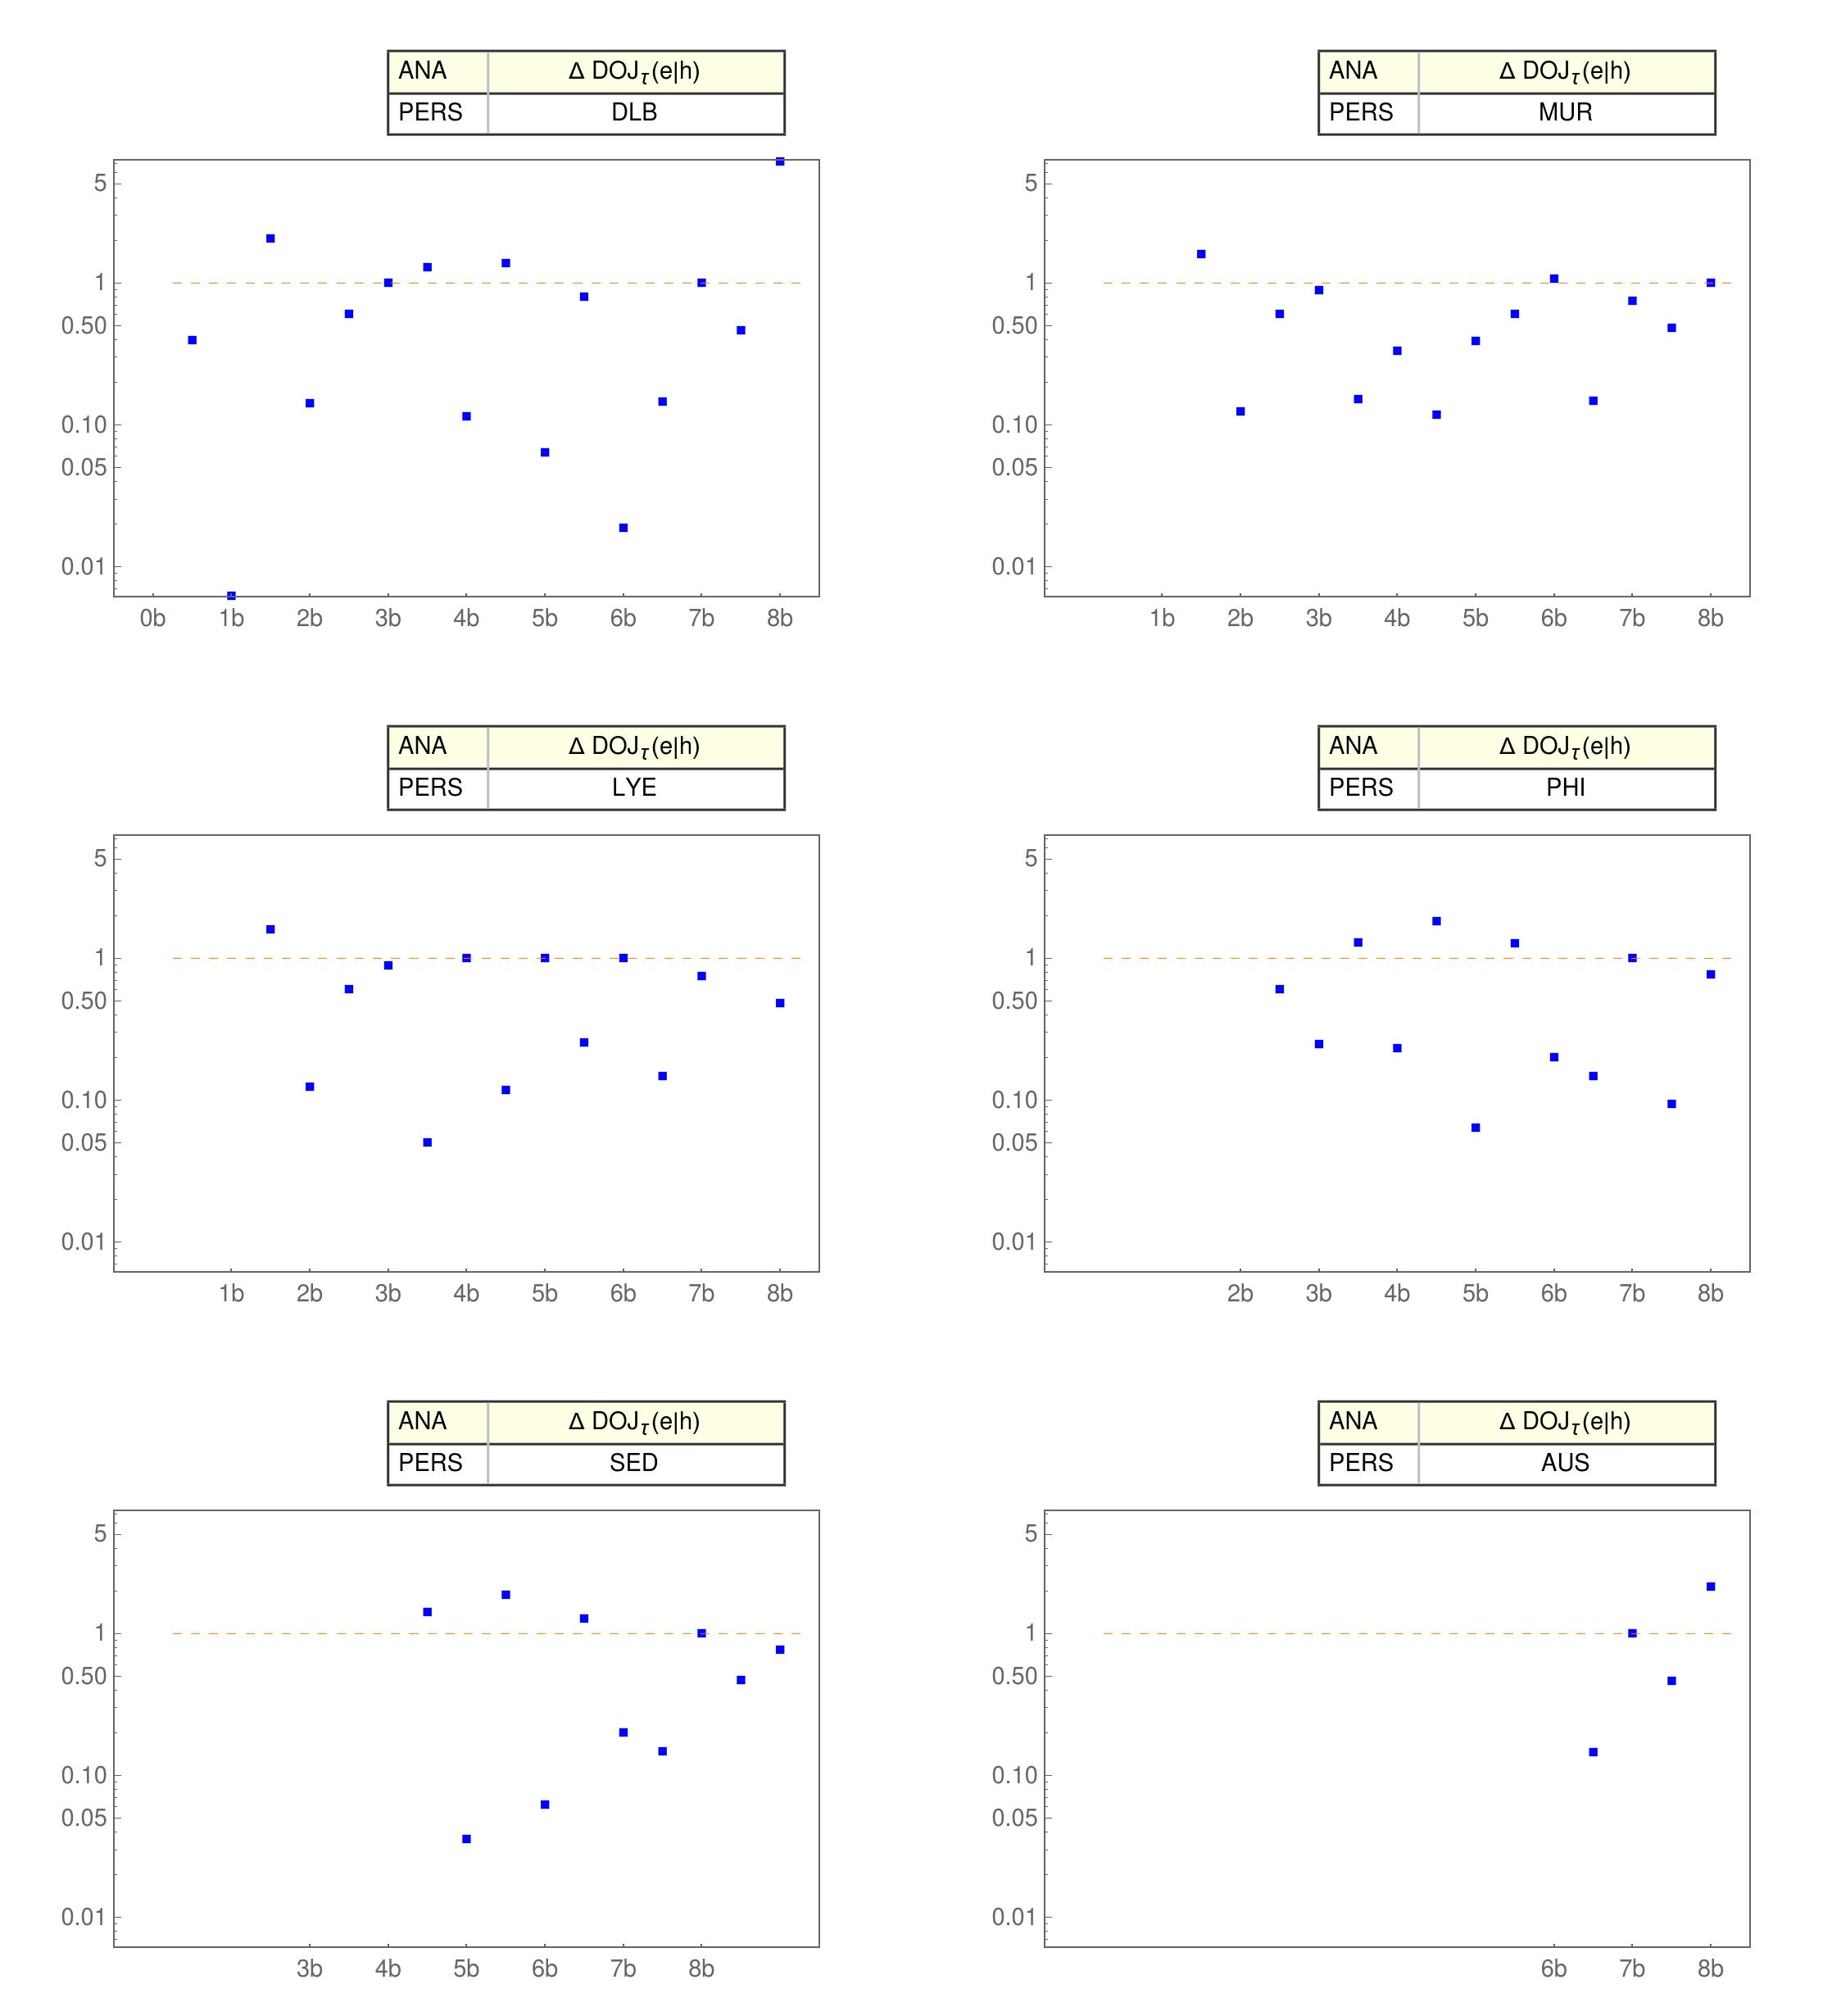 ANA Δ DOJτ(e|h)
PERS DLB
5
1
0.50
0.10
0.05
0.01
0b 1b 2b 3b 4b 5b 6b 7b 8b
ANA Δ DOJτ(e|h)
PERS MUR
5
1
0.50
0.10
0.05
0.01
1b 2b 3b 4b 5b 6b 7b 8b
ANA Δ DOJτ(e|h)
PERS LYE
5
1
0.50
0.10
0.05
0.01
1b 2b 3b 4b 5b 6b 7b 8b
ANA Δ DOJτ(e|h)
PERS PHI
5
1
0.50
0.10
0.05
0.01
2b 3b 4b 5b 6b 7b 8b
ANA Δ DOJτ(e|h)
PERS SED
5
1
0.50
0.10
0.05
0.01
3b 4b 5b 6b 7b 8b
ANA Δ DOJτ(e|h)
PERS AUS
5
1
0.50
0.10
0.05
0.01
6b 7b 8b